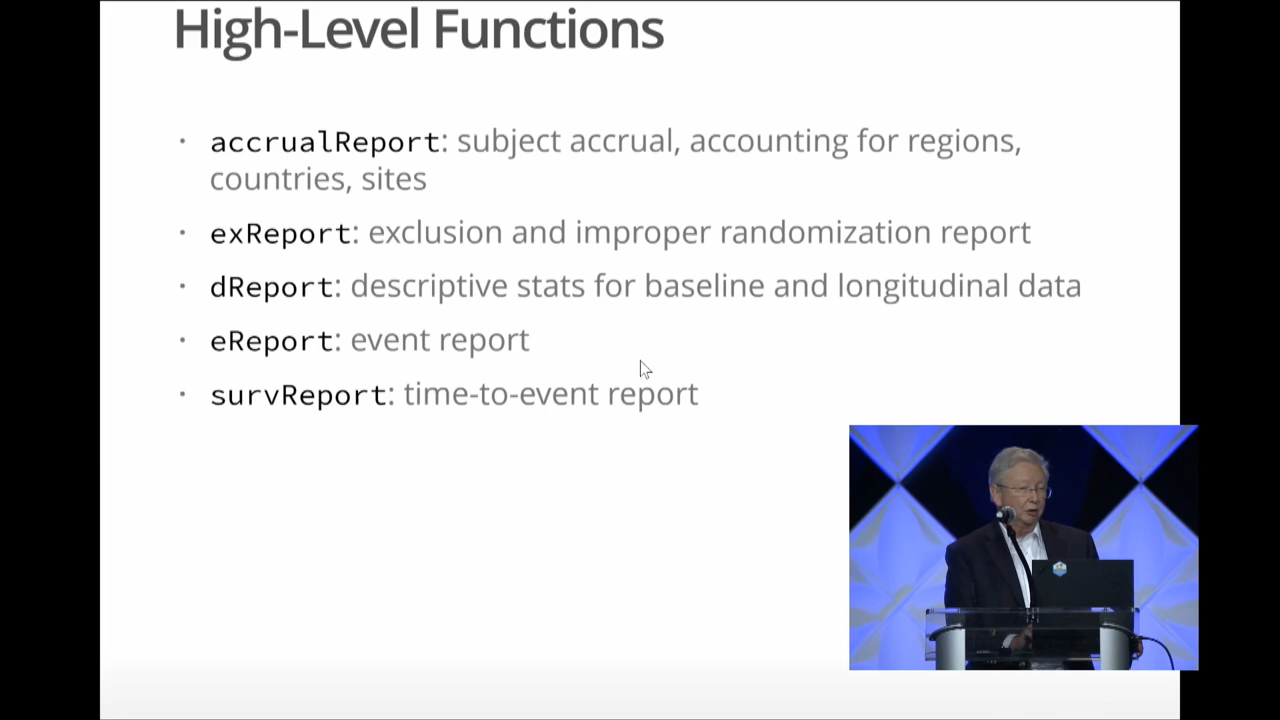 High-Level Functions
· accrualReport: subject accrual, accounting for regions,
countries, sites
· exReport: exclusion and improper randomization report
· dReport: descriptive stats for baseline and longitudinal data
· eReport: event report
· survReport: time-to-event report